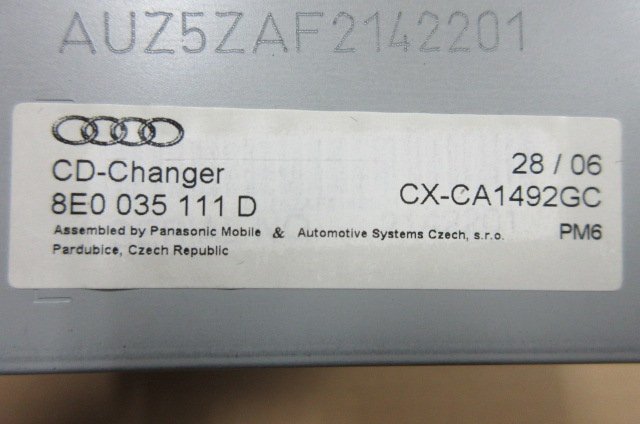 AUZ5ZAF2142201
CD-Changer 28 / 06
8E0 035 111 D CX-CA1492GC
Assembled by Panasonic Mobile & Automotive Systems Czech, s.r.o. PM6
Pardubice, Czech Republic